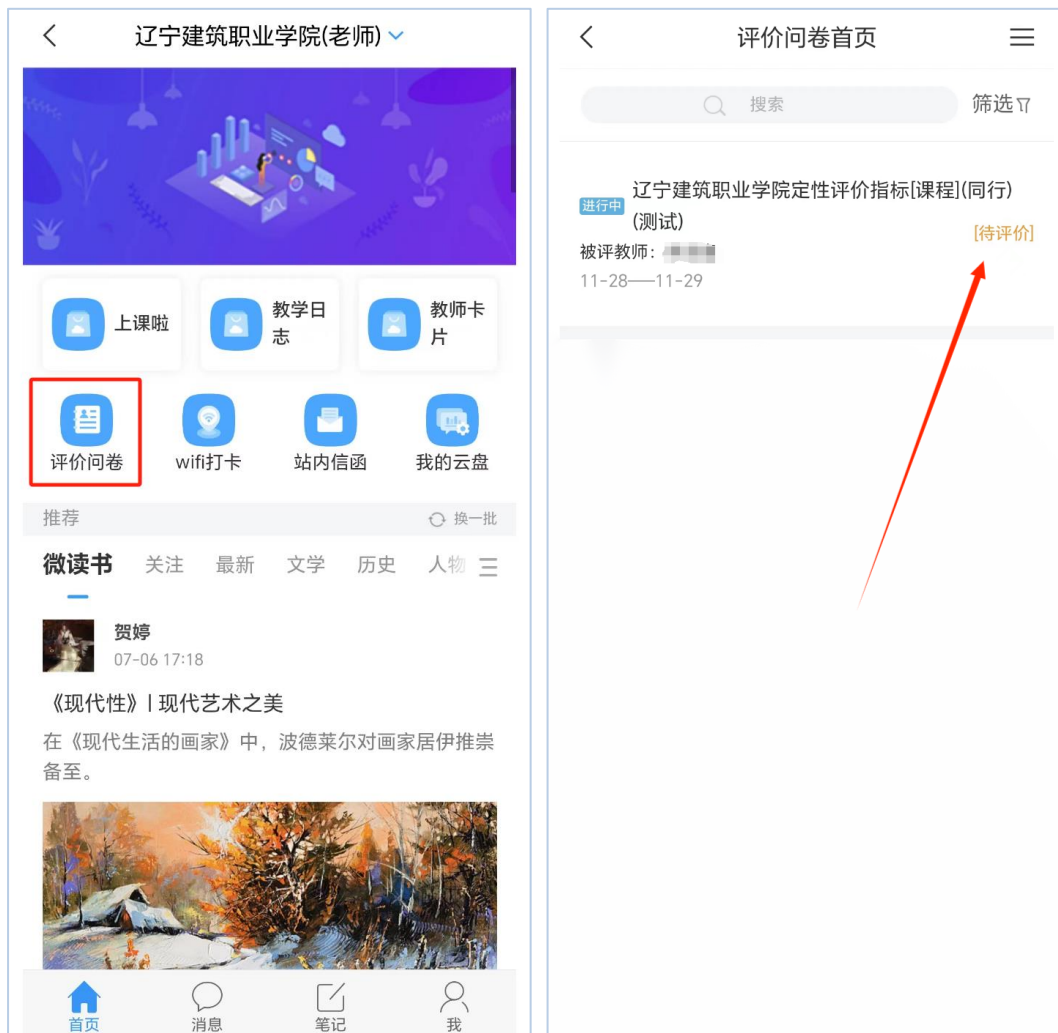 辽宁建筑职业学院(老师)
上课啦
教学日
志
教师卡
片
评价问卷
wifi打卡
站内信函
我的云盘
推荐
换一批
微读书 关注 最新 文学 历史 人物
贺婷
07-06 17:18
《现代性》| 现代艺术之美
在《现代生活的画家》中，波德莱尔对画家居伊推崇
备至。
首页 消息 笔记 我
评价问卷首页
搜索
筛选
进行中
辽宁建筑职业学院定性评价指标[课程](同行)
(测试)
[待评价]
被评教师：
11-28——11-29